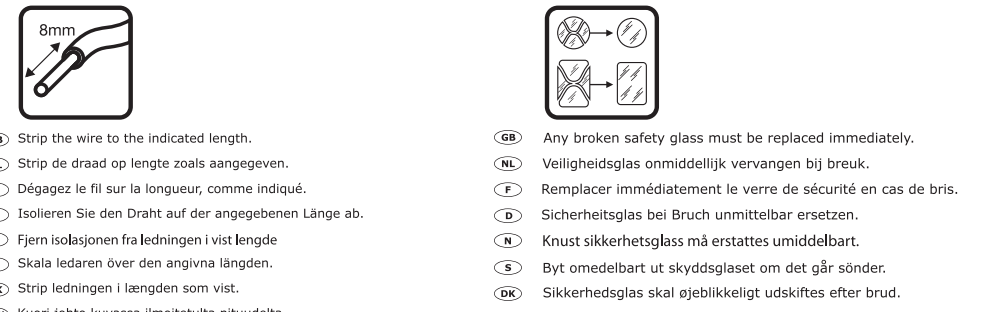 8mm
Strip the wire to the indicated length.
Strip de draad op lengte zoals aangegeven.
Dégagez le fil sur la longueur, comme indiqué.
Isolieren Sie den Draht auf der angegebenen Länge ab.
Fjern isolasjonen fra ledningen i vist lengde
Skala ledaren över den angivna längden.
Strip ledningen i længden som vist.
GB Any broken safety glass must be replaced immediately.
NL Veiligheidsglas onmiddellijk vervangen bij breuk.
F Remplacer immédiatement le verre de sécurité en cas de bris.
D Sicherheitsglas bei Bruch unmittelbar ersetzen.
N Knust sikkerhetsglass må erstattes umiddelbart.
S Byt omedelbart ut skyddsglaset om det går sönder.
DK Sikkerhedsglas skal øjeblikkeligt udskiftes efter brud.